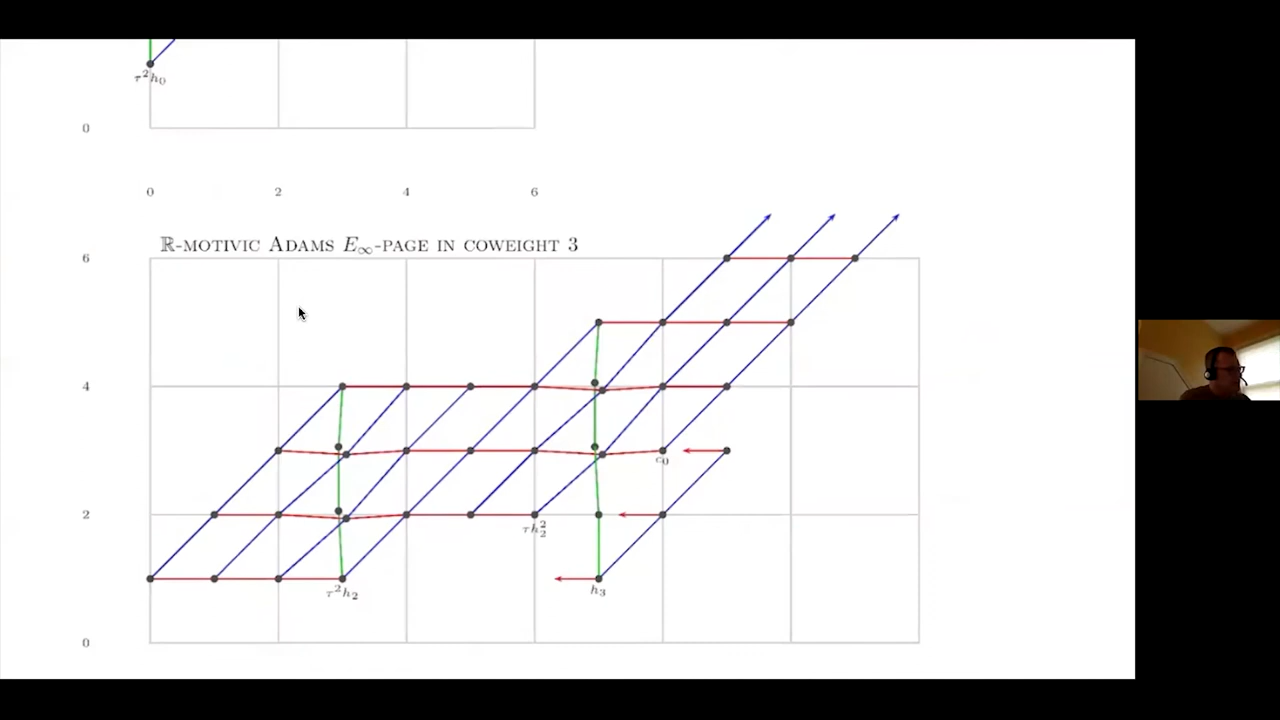 τ²h₀
0
0 2 4 6
ℝ-MOTIVIC ADAMS E∞-PAGE IN COWEIGHT 3
6
4
c₀
2
τh₂²
τ²h₂
h₃
0